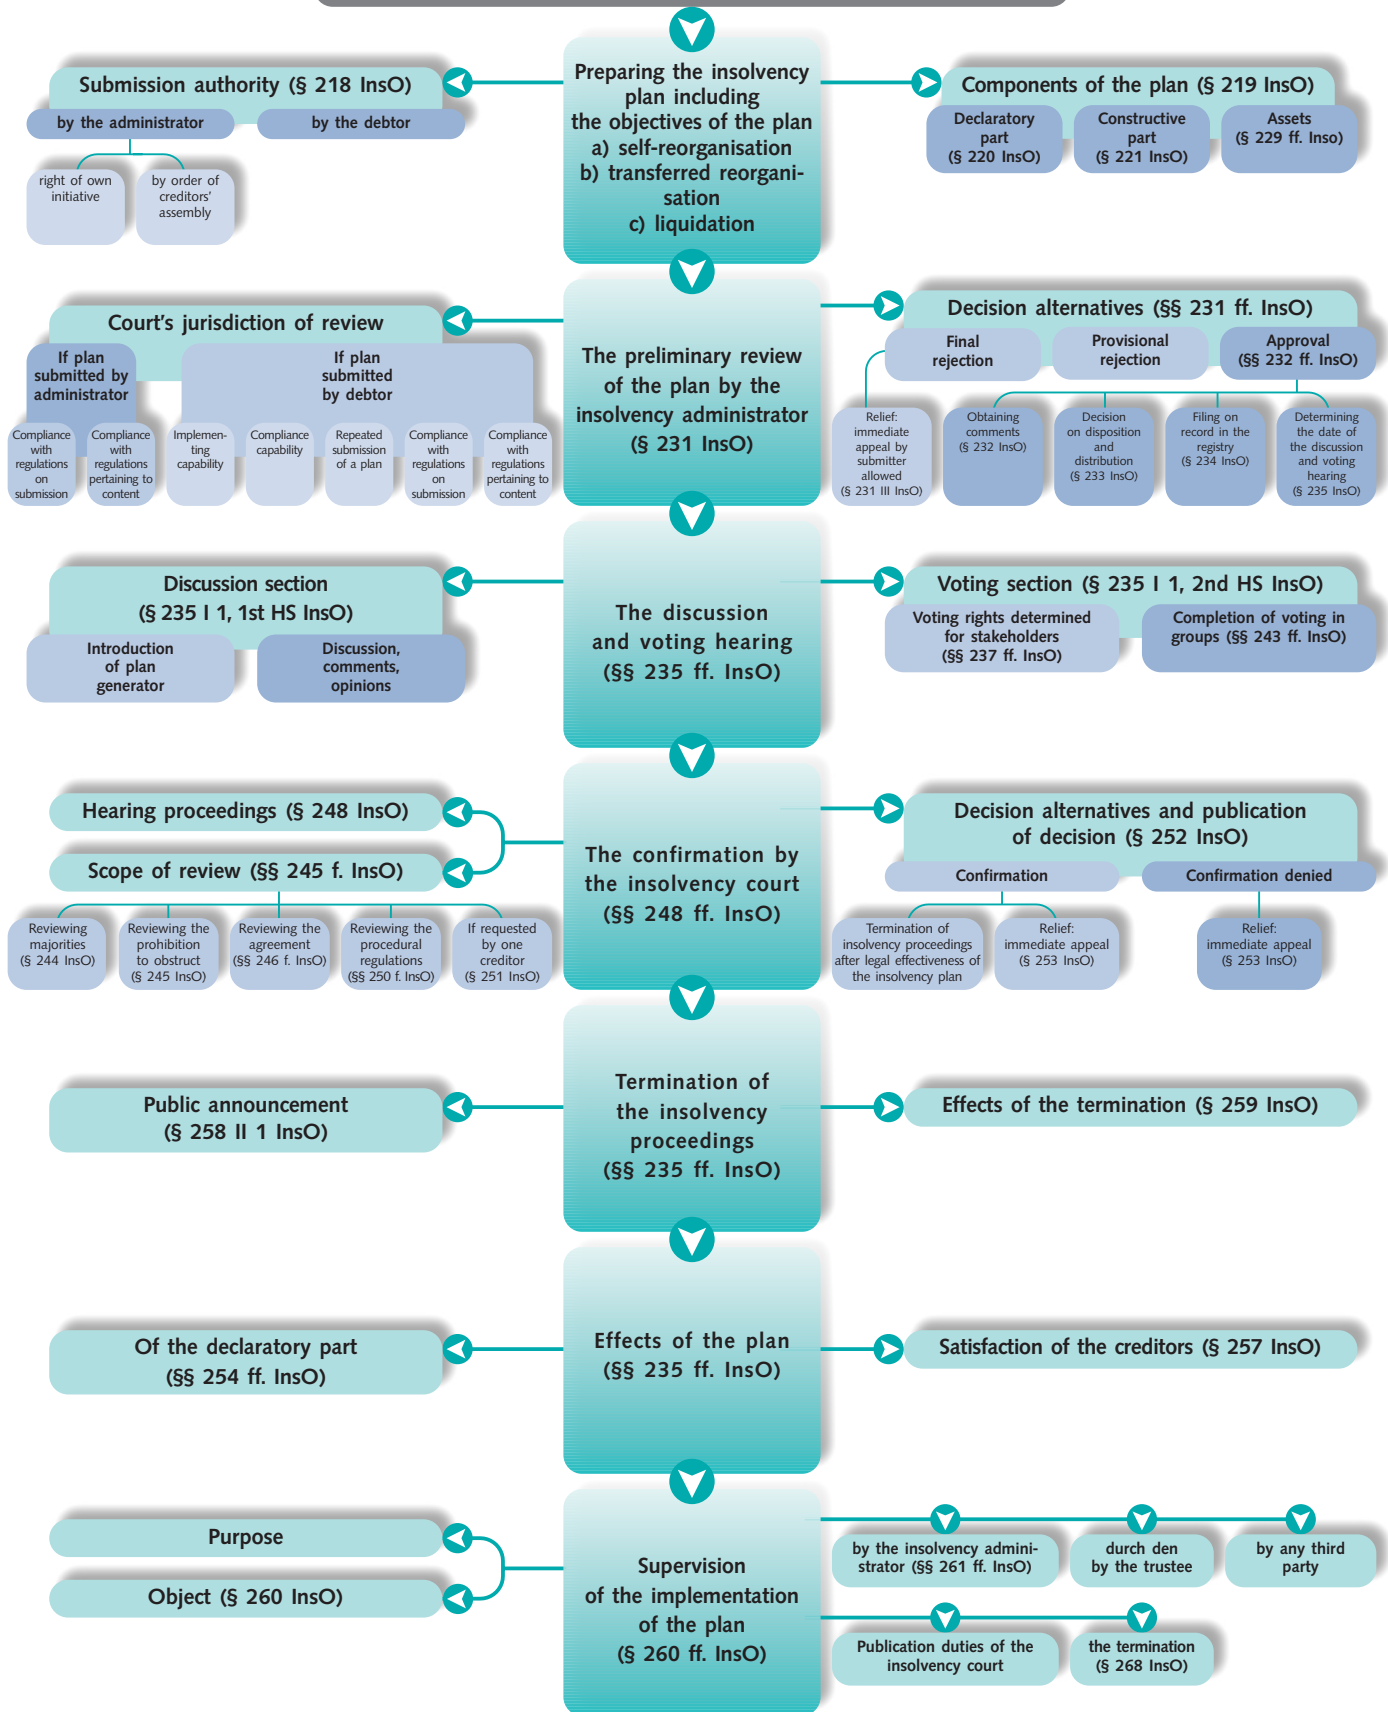 Preparing the insolvency
plan including
the objectives of the plan
a) self-reorganisation
b) transferred reorgani-
sation
c) liquidation
Submission authority (§ 218 InsO)
by the administrator
by the debtor
right of own
initiative
by order of
creditors'
assembly
Components of the plan (§ 219 InsO)
Declaratory
part
(§ 220 InsO)
Constructive
part
(§ 221 InsO)
Assets
(§ 229 ff. Inso)
The preliminary review
of the plan by the
insolvency administrator
(§ 231 InsO)
Court's jurisdiction of review
If plan
submitted by
administrator
If plan
submitted
by debtor
Compliance
with
regulations
on
submission
Compliance
with
regulations
pertaining to
content
Implemen-
ting
capability
Compliance
capability
Repeated
submission
of a plan
Compliance
with
regulations
on
submission
Compliance
with
regulations
pertaining to
content
Decision alternatives (§§ 231 ff. InsO)
Final
rejection
Provisional
rejection
Approval
(§§ 232 ff. InsO)
Relief:
immediate
appeal by
submitter
allowed
(§ 231 III InsO)
Obtaining
comments
(§ 232 InsO)
Decision
on disposition
and
distribution
(§ 233 InsO)
Filing on
record in the
registry
(§ 234 InsO)
Determining
the date of
the discussion
and voting
hearing
(§ 235 InsO)
The discussion
and voting hearing
(§§ 235 ff. InsO)
Discussion section
(§ 235 I 1, 1st HS InsO)
Introduction
of plan
generator
Discussion,
comments,
opinions
Voting section (§ 235 I 1, 2nd HS InsO)
Voting rights determined
for stakeholders
(§§ 237 ff. InsO)
Completion of voting in
groups (§§ 243 ff. InsO)
The confirmation by
the insolvency court
(§§ 248 ff. InsO)
Hearing proceedings (§ 248 InsO)
Scope of review (§§ 245 f. InsO)
Reviewing
majorities
(§ 244 InsO)
Reviewing the
prohibition
to obstruct
(§ 245 InsO)
Reviewing the
agreement
(§§ 246 f. InsO)
Reviewing the
procedural
regulations
(§§ 250 f. InsO)
If requested
by one
creditor
(§ 251 InsO)
Decision alternatives and publication
of decision (§ 252 InsO)
Confirmation
Confirmation denied
Termination of
insolvency proceedings
after legal effectiveness of
the insolvency plan
Relief:
immediate appeal
(§ 253 InsO)
Relief:
immediate appeal
(§ 253 InsO)
Termination of
the insolvency
proceedings
(§§ 235 ff. InsO)
Public announcement
(§ 258 II 1 InsO)
Effects of the termination (§ 259 InsO)
Effects of the plan
(§§ 235 ff. InsO)
Of the declaratory part
(§§ 254 ff. InsO)
Satisfaction of the creditors (§ 257 InsO)
Supervision
of the implementation
of the plan
(§ 260 ff. InsO)
Purpose
Object (§ 260 InsO)
by the insolvency admini-
strator (§§ 261 ff. InsO)
durch den
by the trustee
by any third
party
Publication duties of the
insolvency court
the termination
(§ 268 InsO)